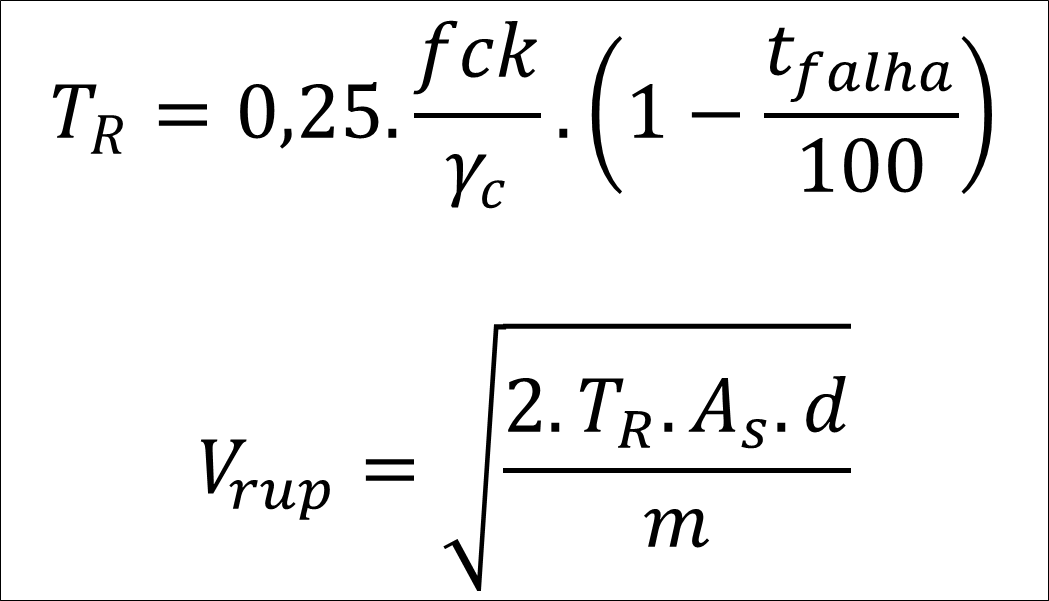 T_R = 0,25. fck/γ_c . (1 − t_falha/100)
V_rup = √(2. T_R. A_s. d / m)